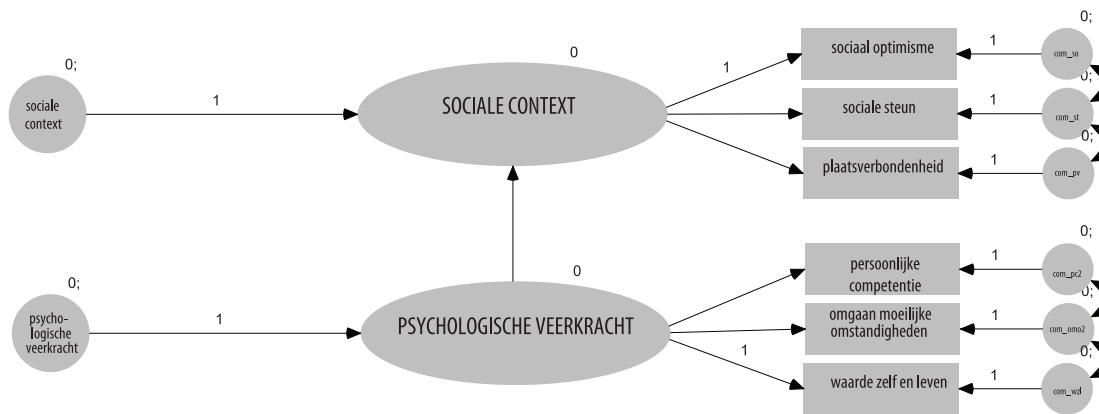 0;
0
0;
sociaal optimisme
1
com_so
1
sociale
context
1
SOCIALE CONTEXT
0;
sociale steun
1
com_st
0;
plaatsverbondenheid
1
com_pv
0;
0;
0
persoonlijke
competentie
1
com_pc2
psycho-
logische
veerkracht
1
PSYCHOLOGISCHE VEERKRACHT
0;
omgaan moeilijke
omstandigheden
1
com_omo2
1
0;
waarde zelf en leven
1
com_wzl